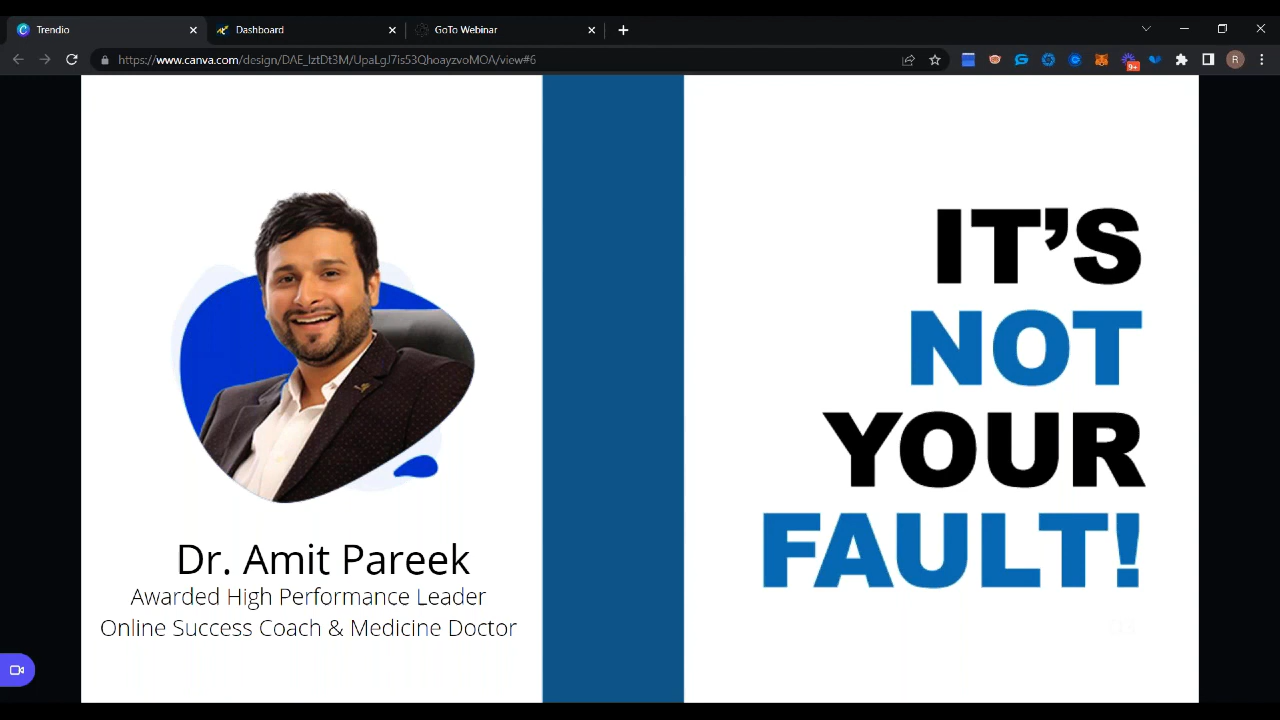 Trendio
Dashboard
GoTo Webinar
https://www.canva.com/design/DAE_lztDt3M/UpaLgJ7is53QhoayzvoMOA/view#6
9+
R
IT'S
NOT
YOUR
FAULT!
Dr. Amit Pareek
Awarded High Performance Leader
Online Success Coach & Medicine Doctor